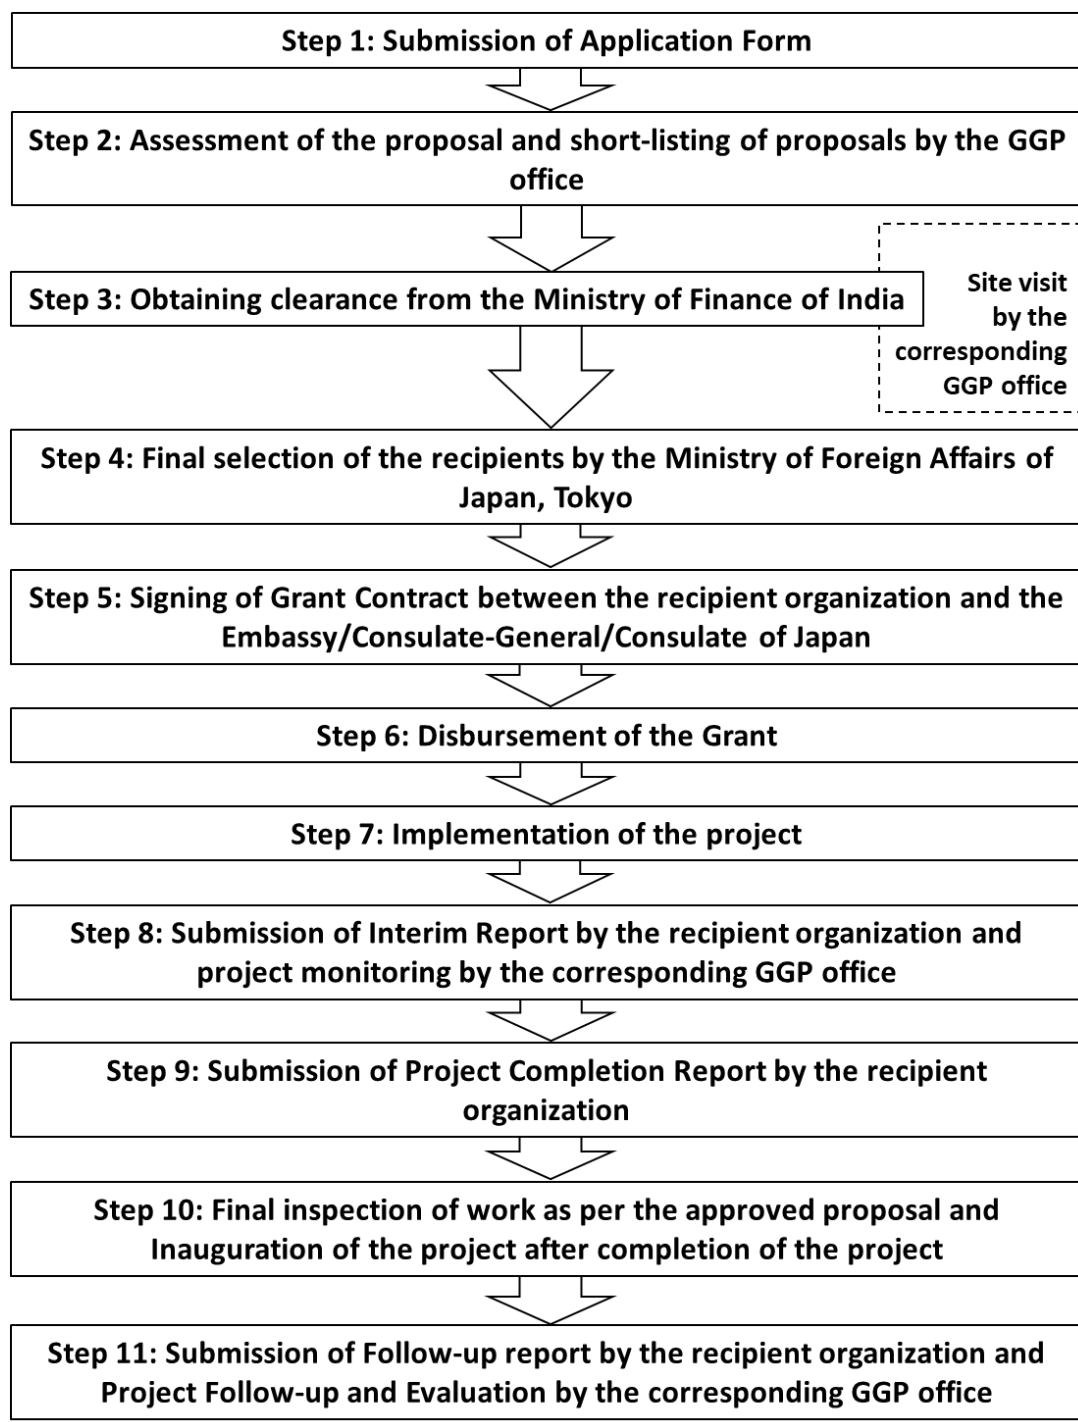 Step 1: Submission of Application Form
Step 2: Assessment of the proposal and short-listing of proposals by the GGP
office
Step 3: Obtaining clearance from the Ministry of Finance of India
Site visit
by the
corresponding
GGP office
Step 4: Final selection of the recipients by the Ministry of Foreign Affairs of
Japan, Tokyo
Step 5: Signing of Grant Contract between the recipient organization and the
Embassy/Consulate-General/Consulate of Japan
Step 6: Disbursement of the Grant
Step 7: Implementation of the project
Step 8: Submission of Interim Report by the recipient organization and
project monitoring by the corresponding GGP office
Step 9: Submission of Project Completion Report by the recipient
organization
Step 10: Final inspection of work as per the approved proposal and
Inauguration of the project after completion of the project
Step 11: Submission of Follow-up report by the recipient organization and
Project Follow-up and Evaluation by the corresponding GGP office